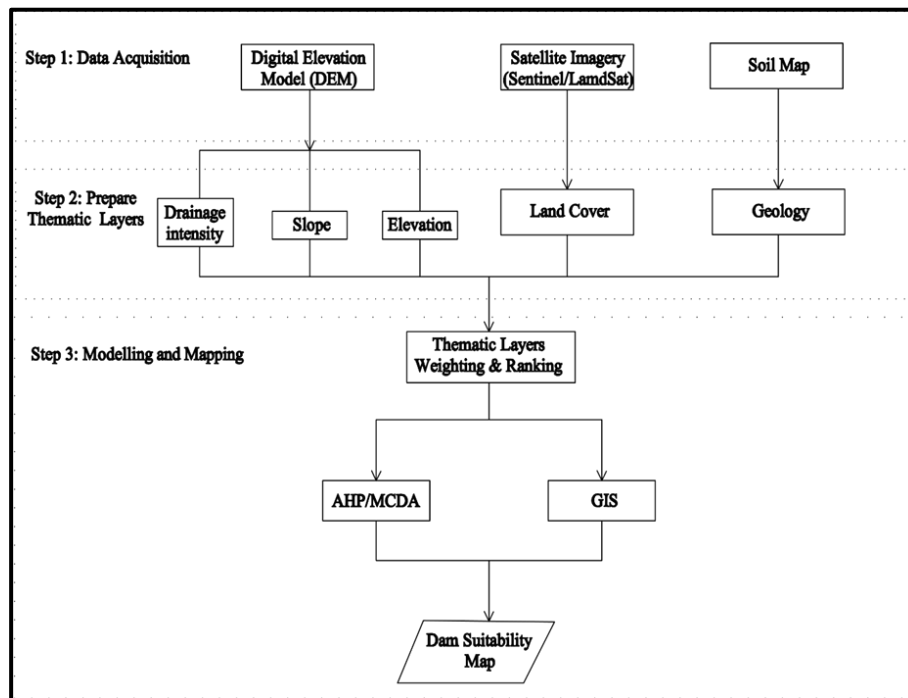 Step 1: Data Acquisition
Digital Elevation
Model (DEM)
Satellite Imagery
(Sentinel/LamdSat)
Soil Map
Step 2: Prepare
Thematic Layers
Drainage
intensity
Slope
Elevation
Land Cover
Geology
Step 3: Modelling and Mapping
Thematic Layers
Weighting & Ranking
AHP/MCDA
GIS
Dam Suitability
Map